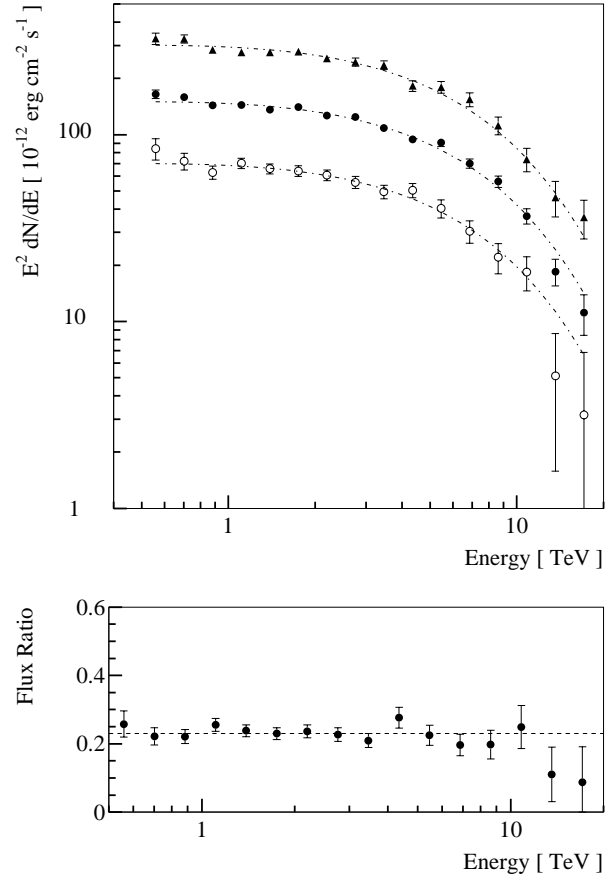 E² dN/dE [ 10⁻¹² erg cm⁻² s⁻¹ ]
100
10
1
1
10
Energy [ TeV ]
Flux Ratio
0.6
0.4
0.2
0
1
10
Energy [ TeV ]